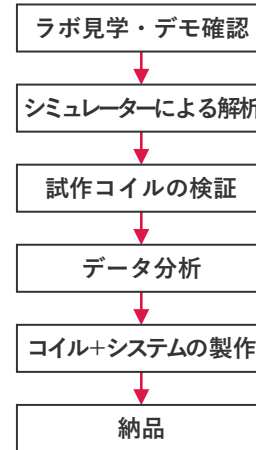 ラボ見学・デモ確認
シミュレーターによる解析
試作コイルの検証
データ分析
コイル+システムの製作
納品